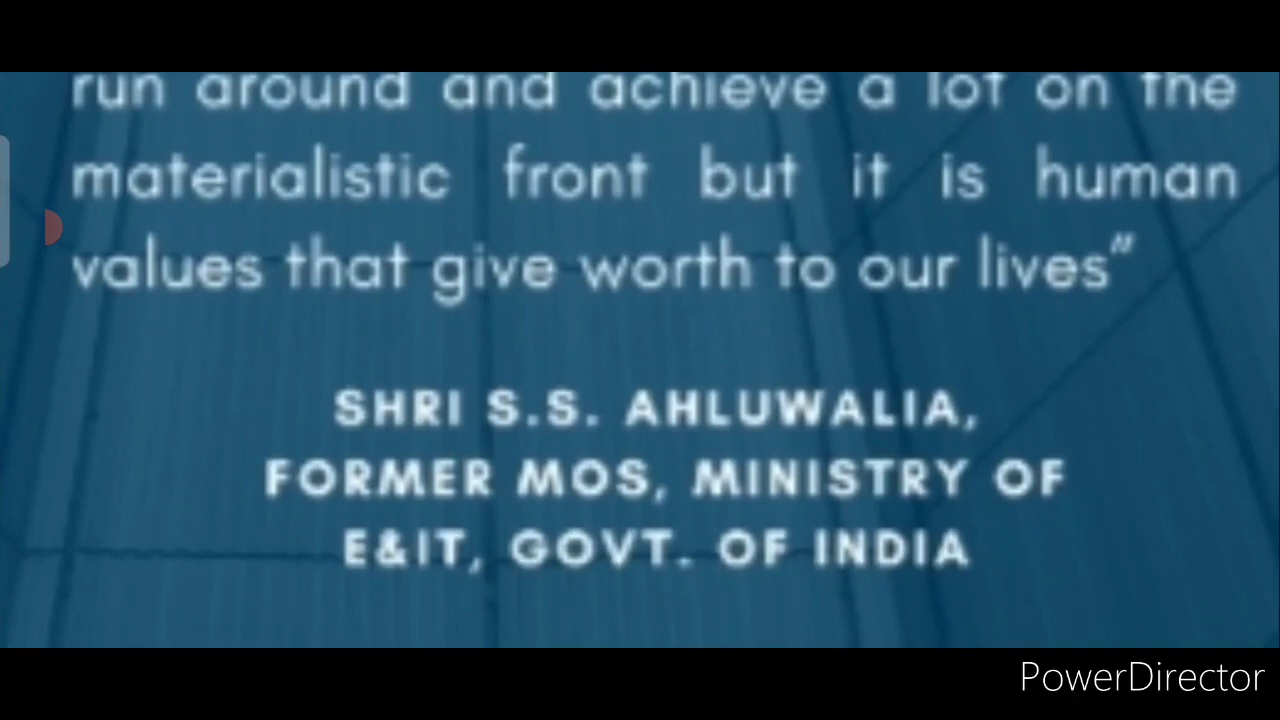 run around and achieve a lot on the
materialistic front but it is human
values that give worth to our lives”
SHRI S.S. AHLUWALIA,
FORMER MOS, MINISTRY OF
E&IT, GOVT. OF INDIA
PowerDirector